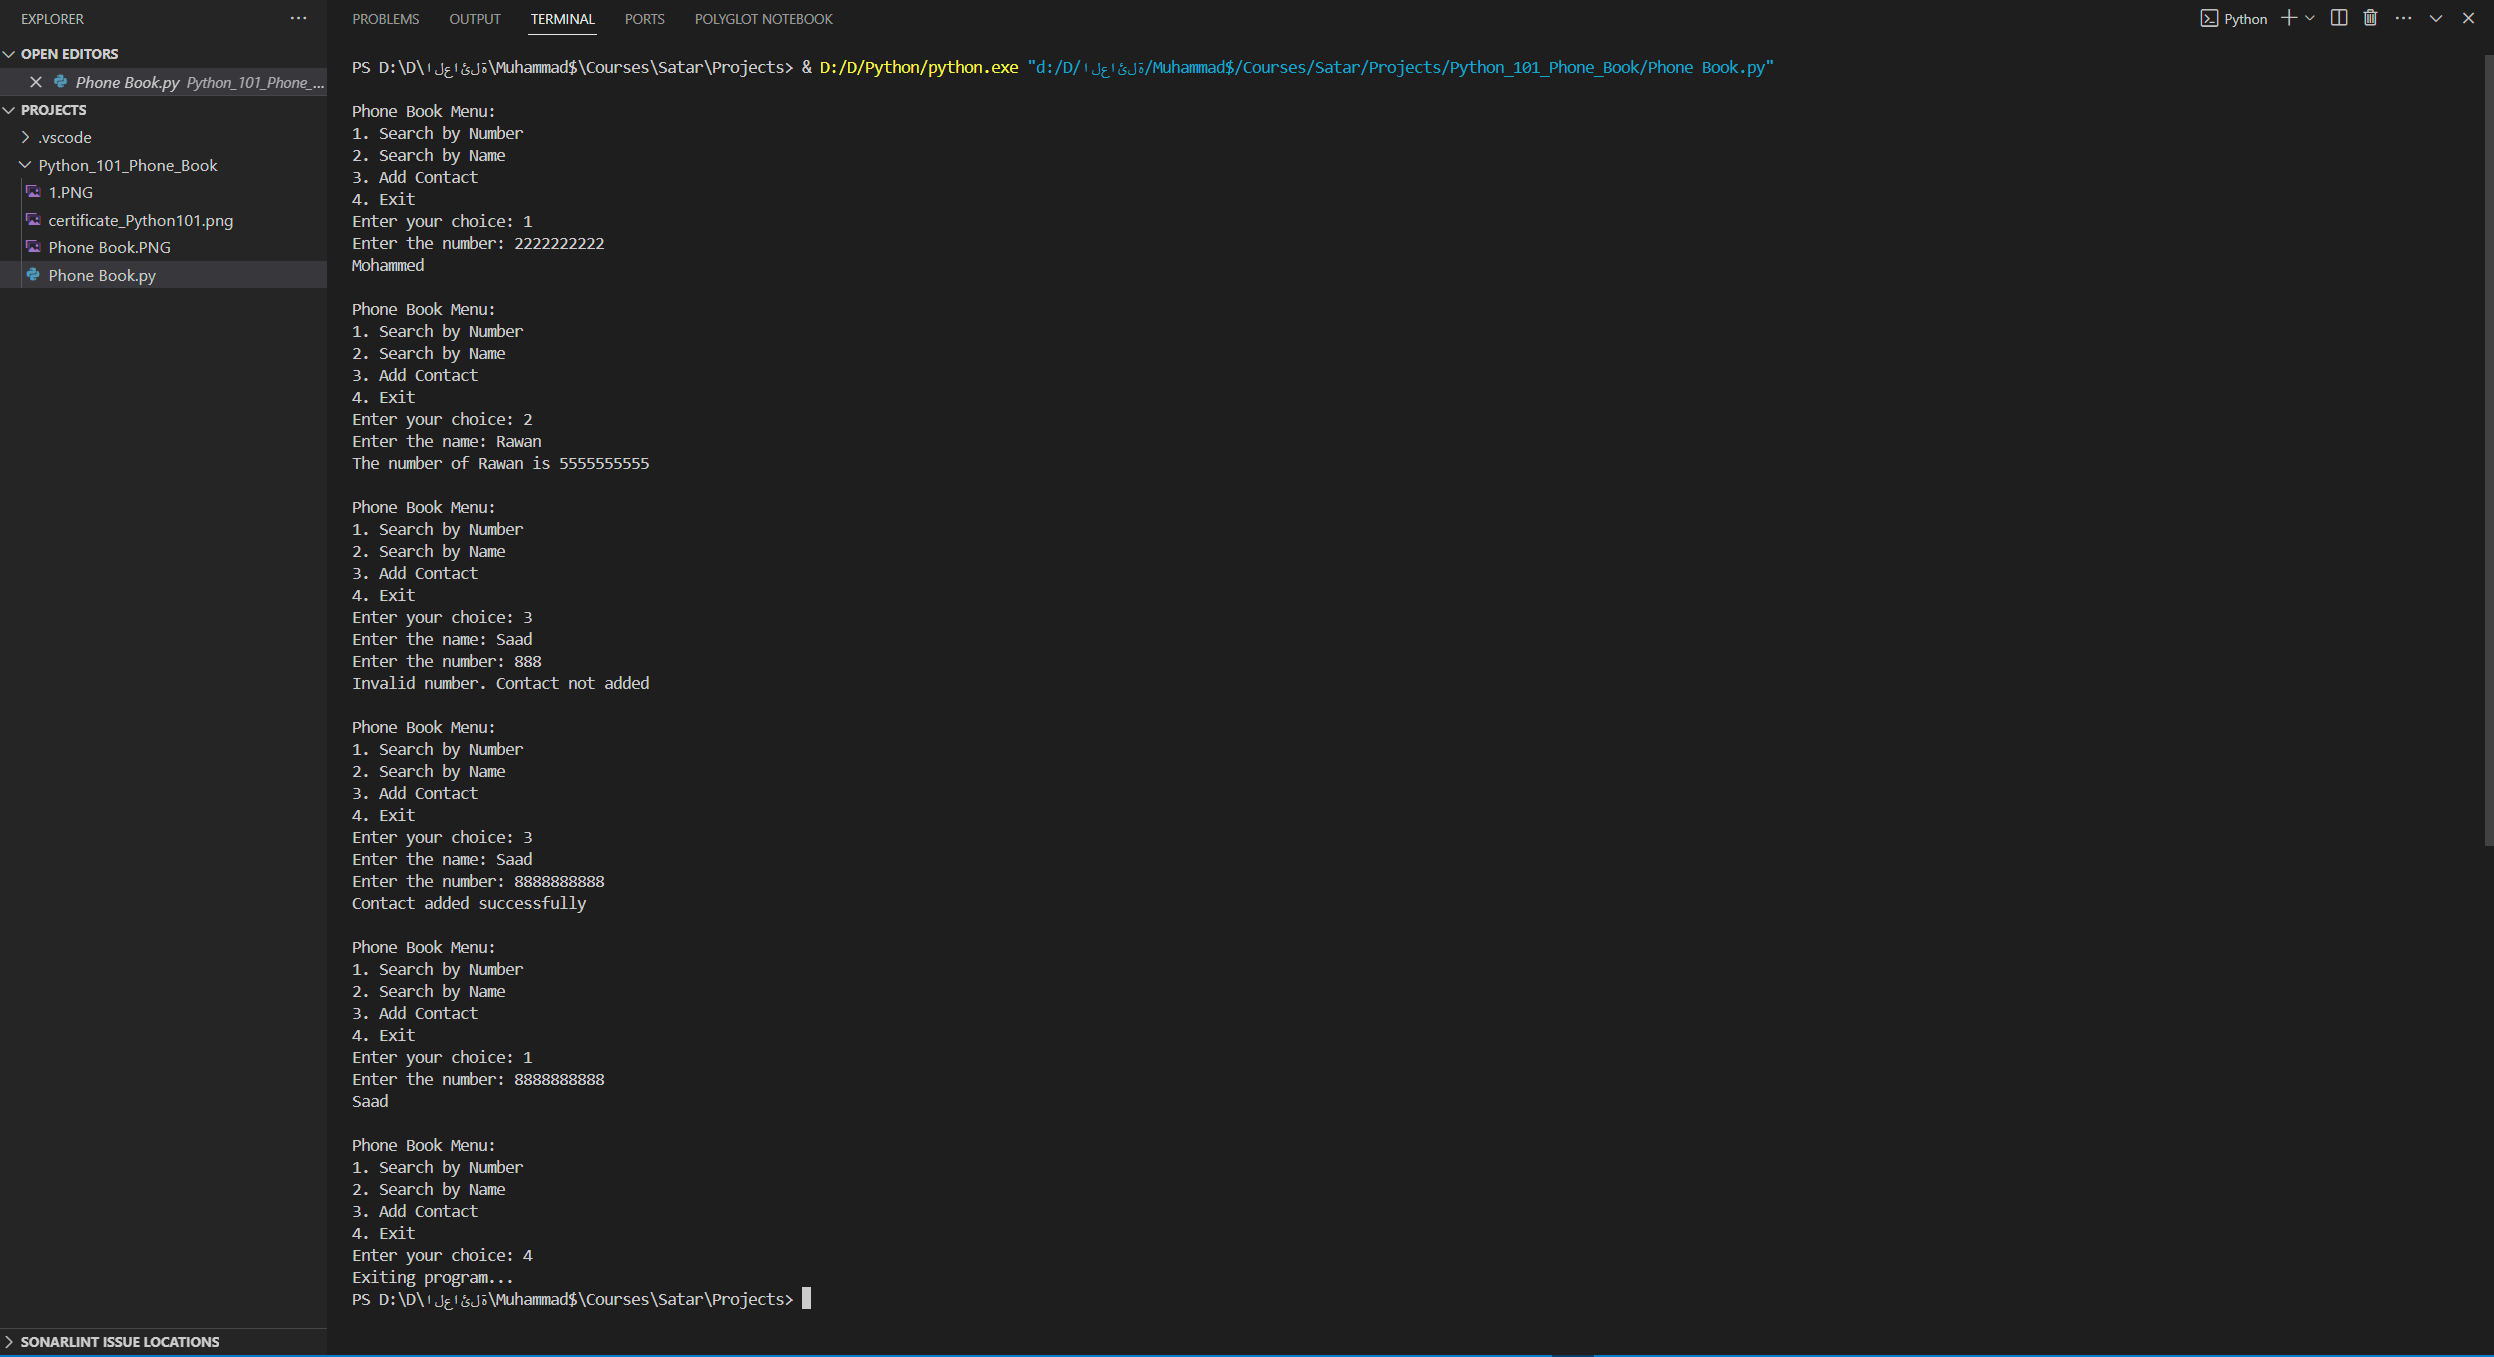 EXPLORER
OPEN EDITORS
Phone Book.py Python_101_Phone_...
PROJECTS
.vscode
Python_101_Phone_Book
1.PNG
certificate_Python101.png
Phone Book.PNG
Phone Book.py
SONARLINT ISSUE LOCATIONS
PROBLEMS OUTPUT TERMINAL PORTS POLYGLOT NOTEBOOK
Python
PS D:\D\العائلة\Muhammad$\Courses\Satar\Projects> & D:/D/Python/python.exe "d:/D/العائلة/Muhammad$/Courses/Satar/Projects/Python_101_Phone_Book/Phone Book.py"
Phone Book Menu:
1. Search by Number
2. Search by Name
3. Add Contact
4. Exit
Enter your choice: 1
Enter the number: 2222222222
Mohammed
Phone Book Menu:
1. Search by Number
2. Search by Name
3. Add Contact
4. Exit
Enter your choice: 2
Enter the name: Rawan
The number of Rawan is 5555555555
Phone Book Menu:
1. Search by Number
2. Search by Name
3. Add Contact
4. Exit
Enter your choice: 3
Enter the name: Saad
Enter the number: 888
Invalid number. Contact not added
Phone Book Menu:
1. Search by Number
2. Search by Name
3. Add Contact
4. Exit
Enter your choice: 3
Enter the name: Saad
Enter the number: 8888888888
Contact added successfully
Phone Book Menu:
1. Search by Number
2. Search by Name
3. Add Contact
4. Exit
Enter your choice: 1
Enter the number: 8888888888
Saad
Phone Book Menu:
1. Search by Number
2. Search by Name
3. Add Contact
4. Exit
Enter your choice: 4
Exiting program...
PS D:\D\العائلة\Muhammad$\Courses\Satar\Projects>